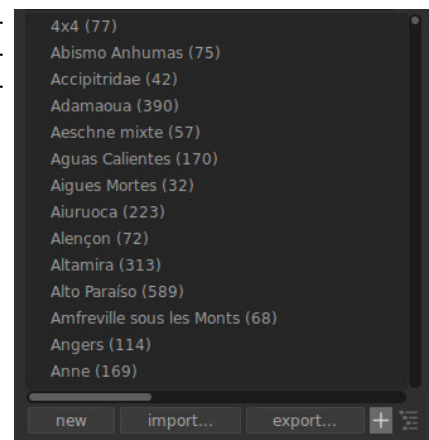 4x4 (77)
Abismo Anhumas (75)
Accipitridae (42)
Adamaoua (390)
Aeschne mixte (57)
Aguas Calientes (170)
Aigues Mortes (32)
Aiuruoca (223)
Alençon (72)
Altamira (313)
Alto Paraíso (589)
Amfreville sous les Monts (68)
Angers (114)
Anne (169)
new import... export... +